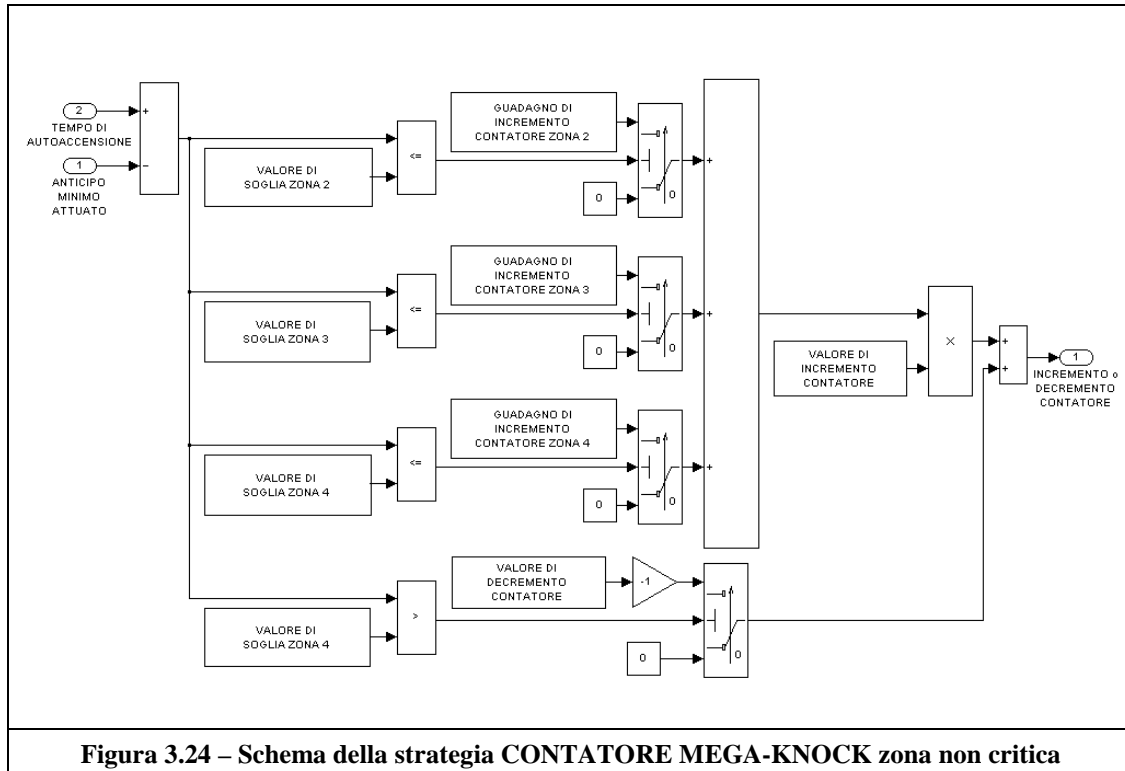 2
TEMPO DI
AUTOACCENSIONE
1
ANTICIPO
MINIMO
ATTUATO
+
−
VALORE DI
SOGLIA ZONA 2
<=
GUADAGNO DI
INCREMENTO
CONTATORE ZONA 2
0
0
+
VALORE DI
SOGLIA ZONA 3
<=
GUADAGNO DI
INCREMENTO
CONTATORE ZONA 3
0
0
+
VALORE DI
SOGLIA ZONA 4
<=
GUADAGNO DI
INCREMENTO
CONTATORE ZONA 4
0
0
+
VALORE DI
SOGLIA ZONA 4
>
VALORE DI
DECREMENTO
CONTATORE
-1
0
0
VALORE DI
INCREMENTO
CONTATORE
×
+
+
1
INCREMENTO o
DECREMENTO
CONTATORE
Figura 3.24 – Schema della strategia CONTATORE MEGA-KNOCK zona non critica